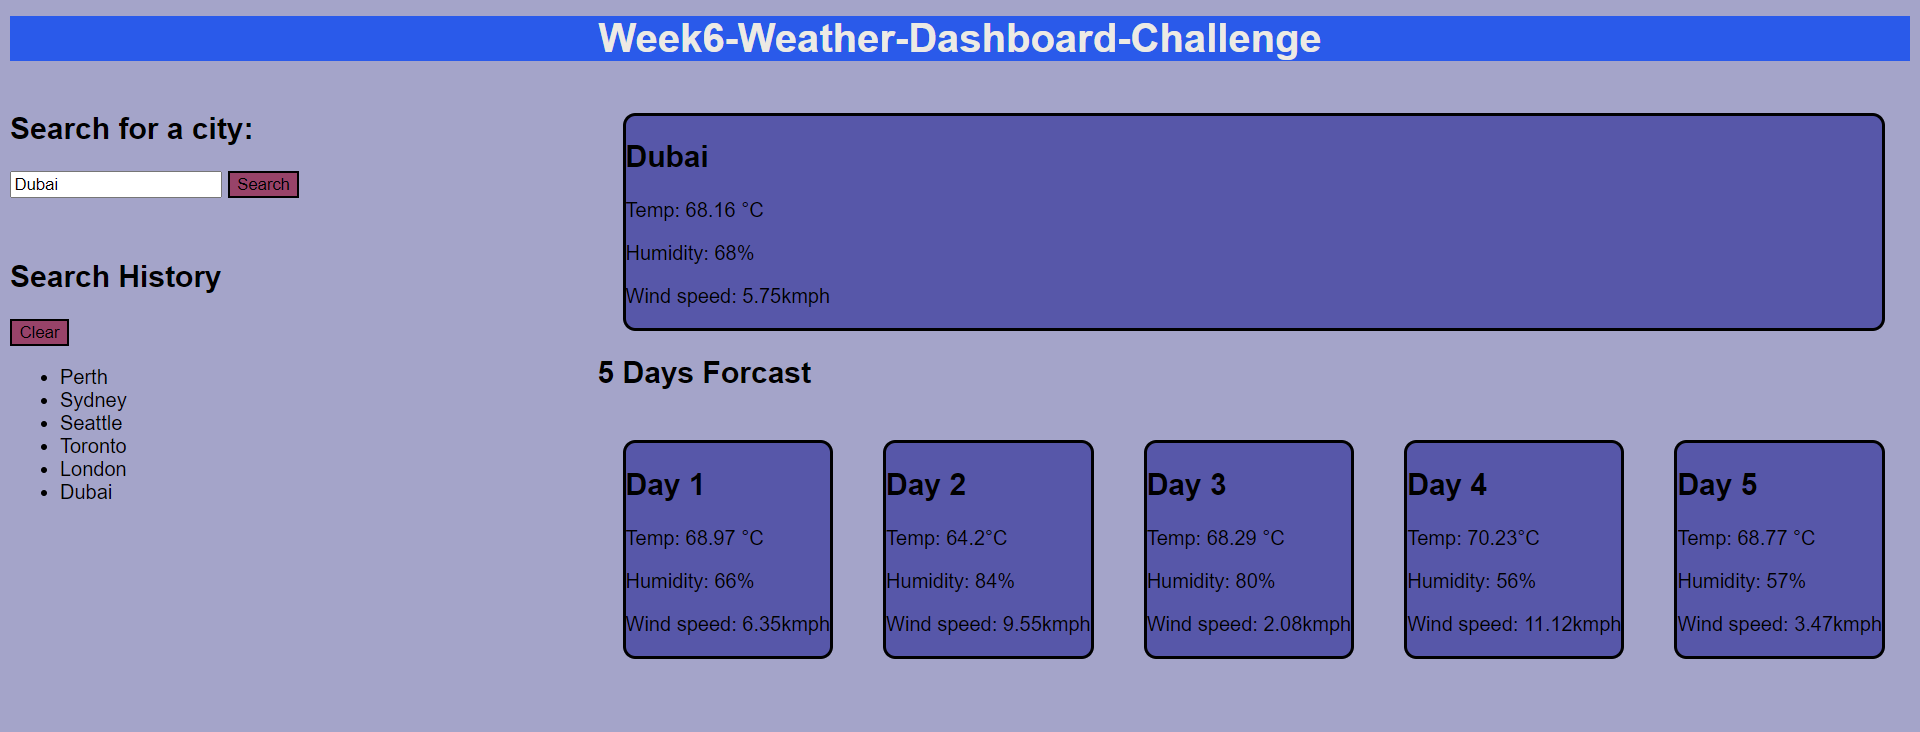 Week6-Weather-Dashboard-Challenge
Search for a city:
Dubai Search
Search History
Clear
Perth
Sydney
Seattle
Toronto
London
Dubai
Dubai
Temp: 68.16 °C
Humidity: 68%
Wind speed: 5.75kmph
5 Days Forcast
Day 1
Temp: 68.97 °C
Humidity: 66%
Wind speed: 6.35kmph
Day 2
Temp: 64.2°C
Humidity: 84%
Wind speed: 9.55kmph
Day 3
Temp: 68.29 °C
Humidity: 80%
Wind speed: 2.08kmph
Day 4
Temp: 70.23°C
Humidity: 56%
Wind speed: 11.12kmph
Day 5
Temp: 68.77 °C
Humidity: 57%
Wind speed: 3.47kmph